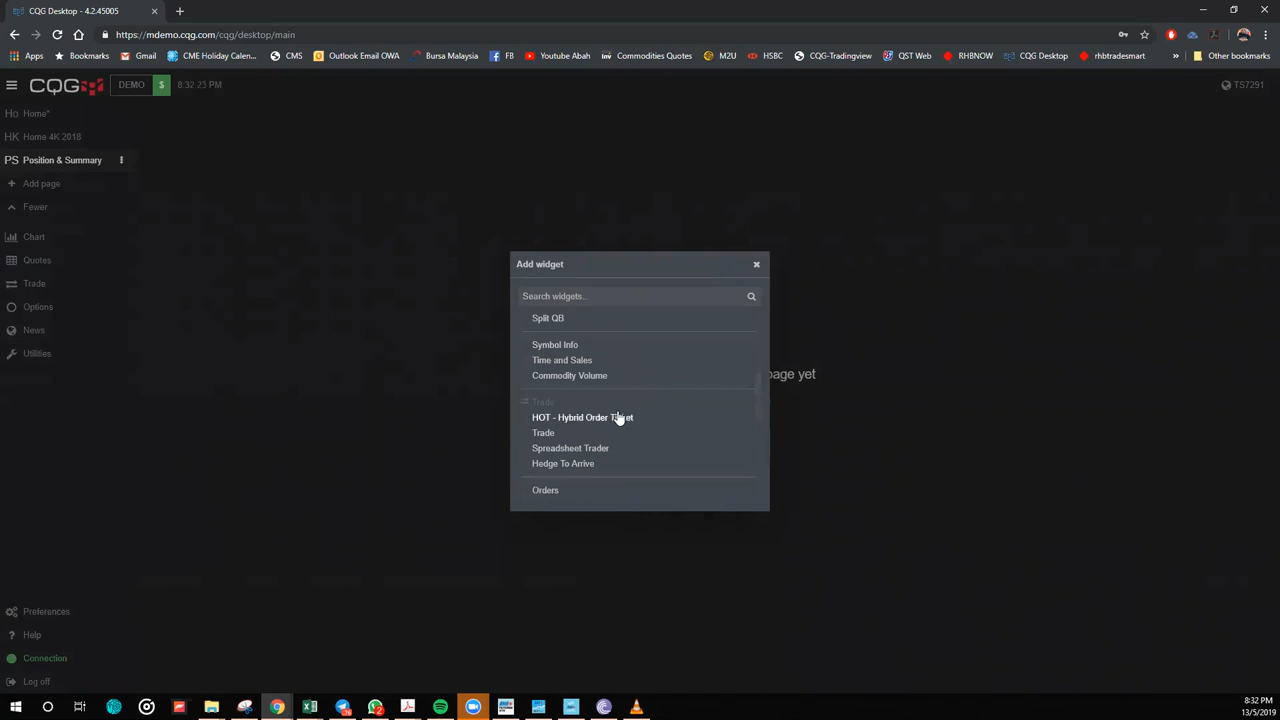 CQG Desktop - 4.2.45005
https://mdemo.cqg.com/cqg/desktop/main
Apps
Bookmarks
Gmail
CME Holiday Calen...
CMS
Outlook Email OWA
Bursa Malaysia
FB
Youtube Abah
Commodities Quotes
M2U
HSBC
CQG-Tradingview
QST Web
RHBNOW
CQG Desktop
rhbtradesmart
»
Other bookmarks
CQG
DEMO
$
8:32:23 PM
TS7291
Ho Home*
HK Home 4K 2018
PS Position & Summary
Add page
Fewer
Chart
Quotes
Trade
Options
News
Utilities
Add widget
Search widgets...
Split QB
Symbol Info
Time and Sales
Commodity Volume
page yet
Trade
HOT - Hybrid Order
Trade
Spreadsheet Trader
Hedge To Arrive
Orders
Preferences
Help
Connection
Log off
8:32 PM
13/5/2019